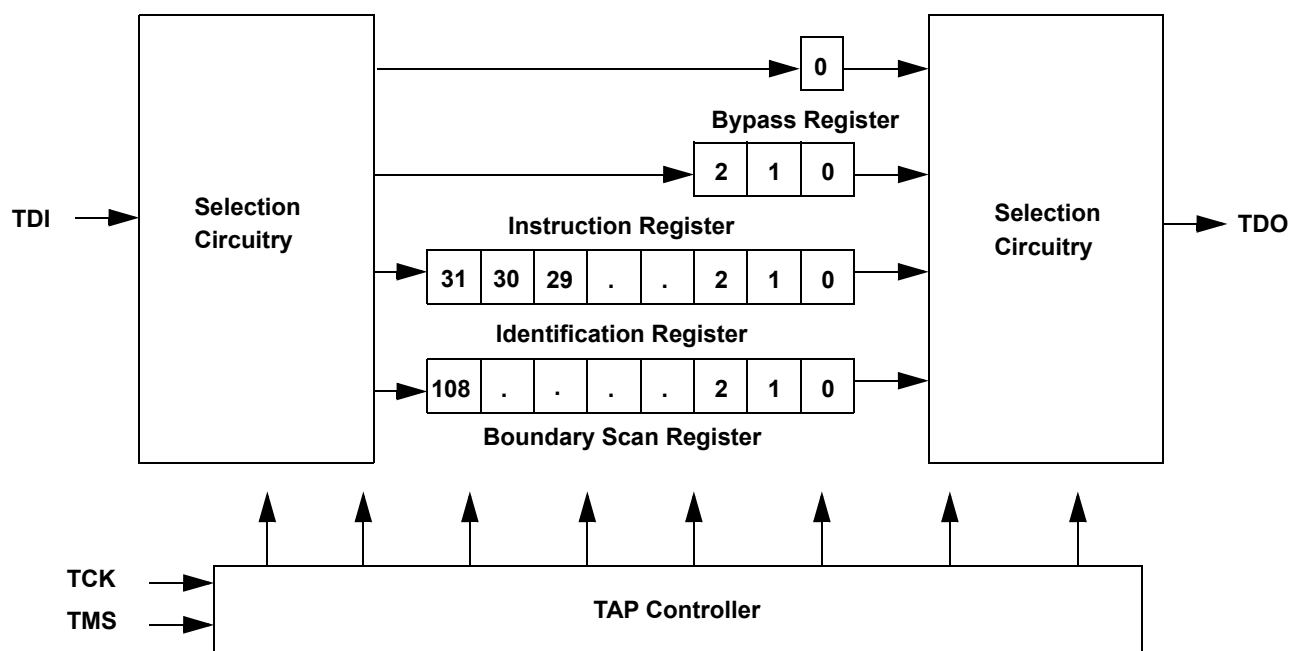 0
Bypass Register
2 1 0
TDI
Selection
Circuitry
Selection
Circuitry
TDO
Instruction Register
31 30 29 . . 2 1 0
Identification Register
108 . . . . 2 1 0
Boundary Scan Register
TCK
TMS
TAP Controller